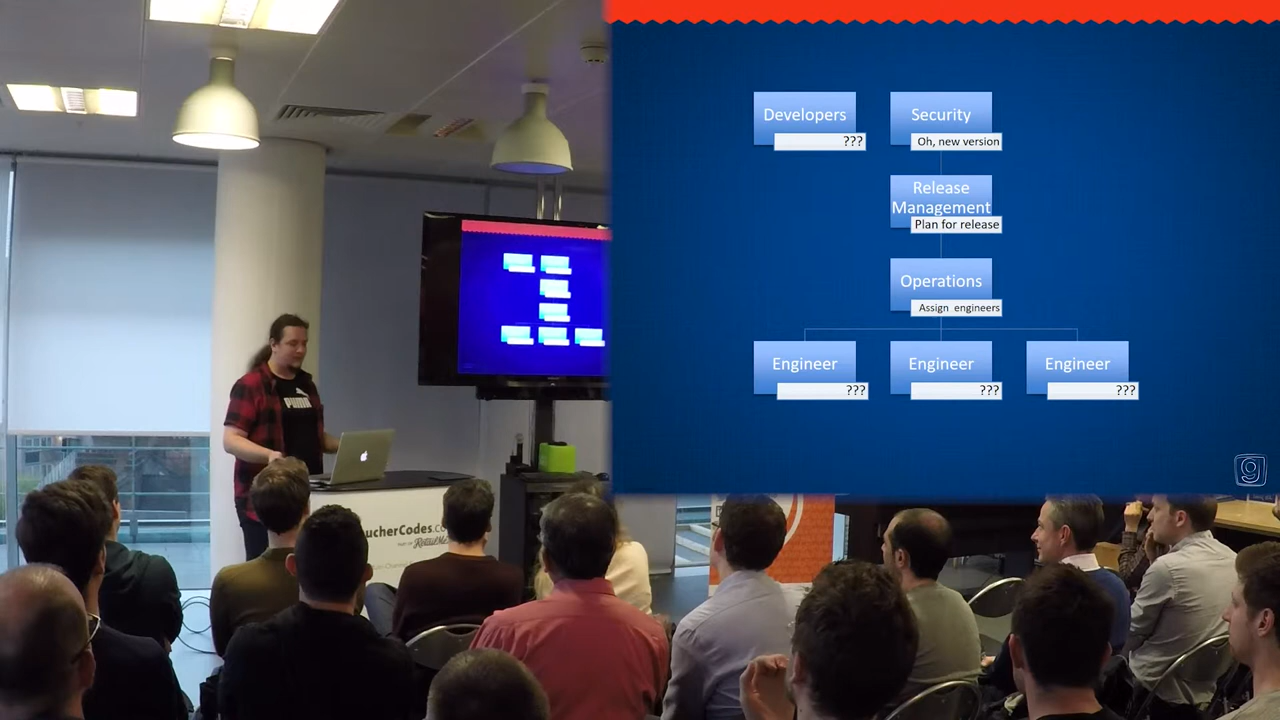 Developers
???
Security
Oh, new version
Release
Management
Plan for release
Operations
Assign engineers
Engineer
???
Engineer
???
Engineer
???
PUMA
ucherCodes.co